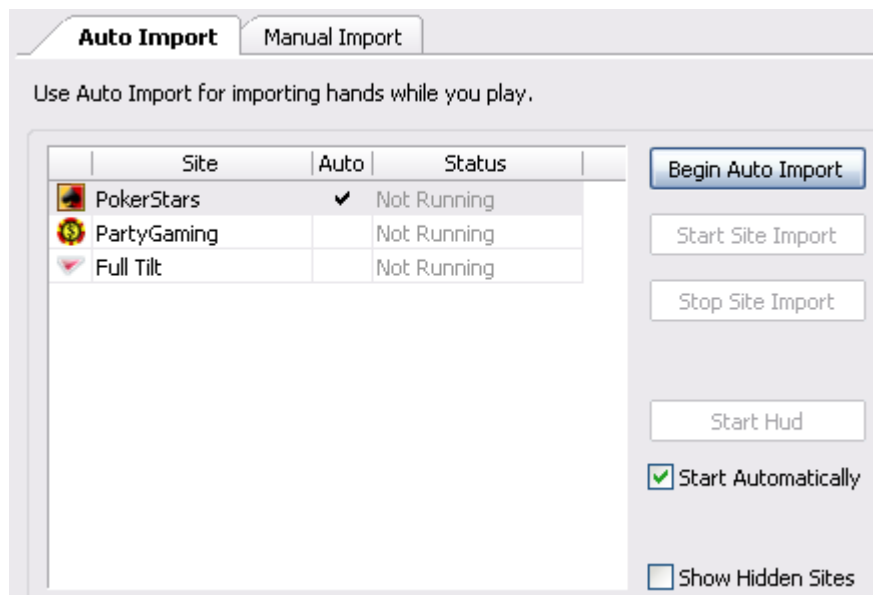 Auto Import Manual Import
Use Auto Import for importing hands while you play.
Site Auto Status
PokerStars Not Running
PartyGaming Not Running
Full Tilt Not Running
Begin Auto Import
Start Site Import
Stop Site Import
Start Hud
Start Automatically
Show Hidden Sites